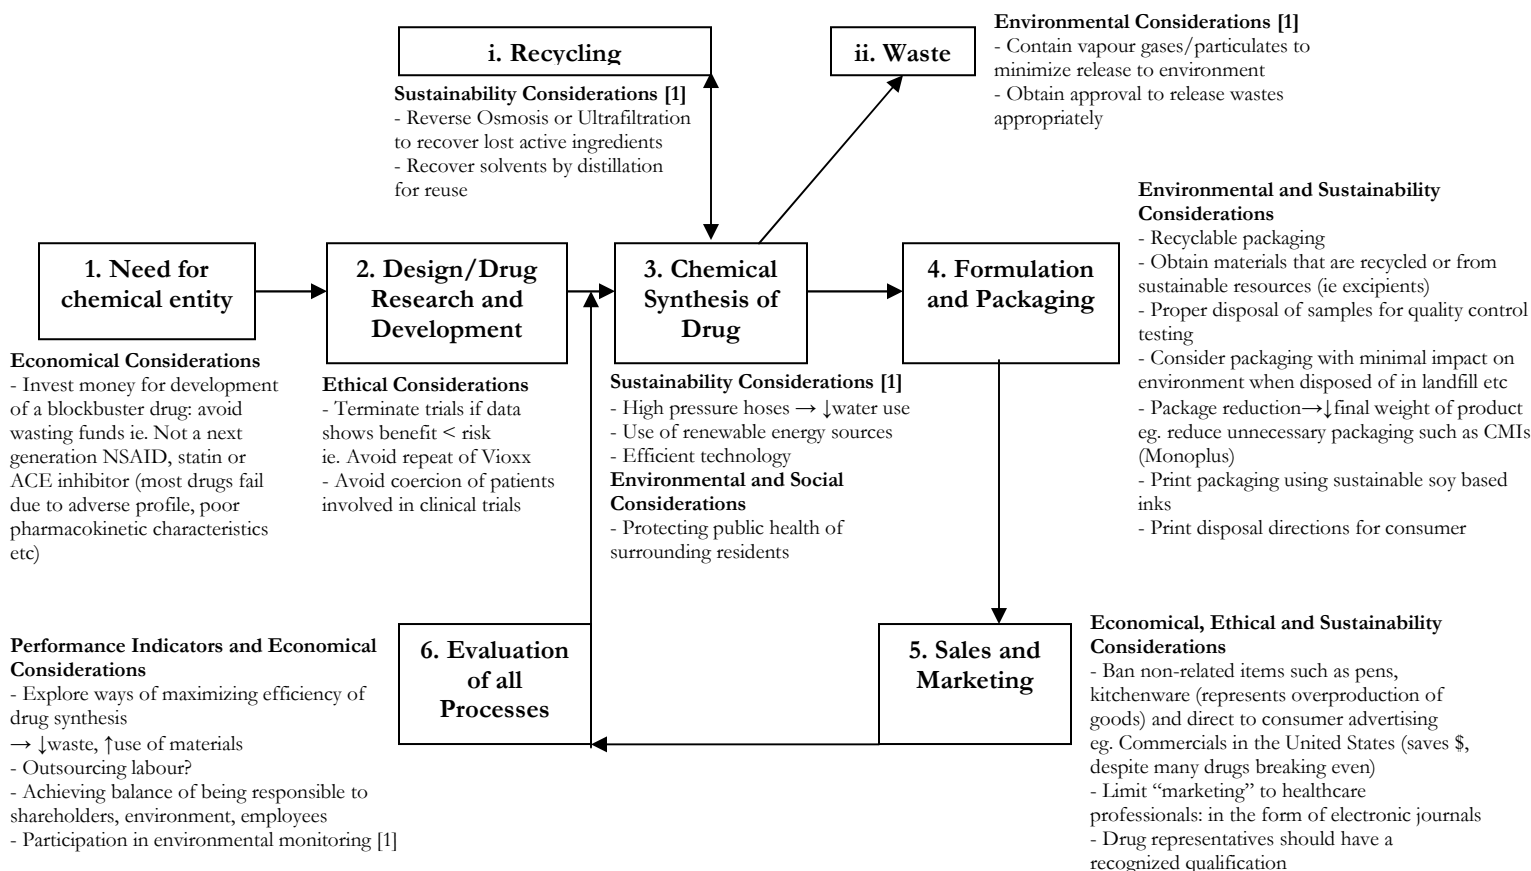 i. Recycling
Sustainability Considerations [1]
- Reverse Osmosis or Ultrafiltration
to recover lost active ingredients
- Recover solvents by distillation
for reuse
ii. Waste
Environmental Considerations [1]
- Contain vapour gases/particulates to
minimize release to environment
- Obtain approval to release wastes
appropriately
1. Need for
chemical entity
Economical Considerations
- Invest money for development
of a blockbuster drug: avoid
wasting funds ie. Not a next
generation NSAID, statin or
ACE inhibitor (most drugs fail
due to adverse profile, poor
pharmacokinetic characteristics
etc)
2. Design/Drug
Research and
Development
Ethical Considerations
- Terminate trials if data
shows benefit < risk
ie. Avoid repeat of Vioxx
- Avoid coercion of patients
involved in clinical trials
3. Chemical
Synthesis of
Drug
Sustainability Considerations [1]
- High pressure hoses → ↓water use
- Use of renewable energy sources
- Efficient technology
Environmental and Social
Considerations
- Protecting public health of
surrounding residents
4. Formulation
and Packaging
Environmental and Sustainability
Considerations
- Recyclable packaging
- Obtain materials that are recycled or from
sustainable resources (ie excipients)
- Proper disposal of samples for quality control
testing
- Consider packaging with minimal impact on
environment when disposed of in landfill etc
- Package reduction→↓final weight of product
eg. reduce unnecessary packaging such as CMIs
(Monoplus)
- Print packaging using sustainable soy based
inks
- Print disposal directions for consumer
5. Sales and
Marketing
Economical, Ethical and Sustainability
Considerations
- Ban non-related items such as pens,
kitchenware (represents overproduction of
goods) and direct to consumer advertising
eg. Commercials in the United States (saves $,
despite many drugs breaking even)
- Limit “marketing” to healthcare
professionals: in the form of electronic journals
- Drug representatives should have a
recognized qualification
6. Evaluation
of all
Processes
Performance Indicators and Economical
Considerations
- Explore ways of maximizing efficiency of
drug synthesis
→ ↓waste, ↑use of materials
- Outsourcing labour?
- Achieving balance of being responsible to
shareholders, environment, employees
- Participation in environmental monitoring [1]